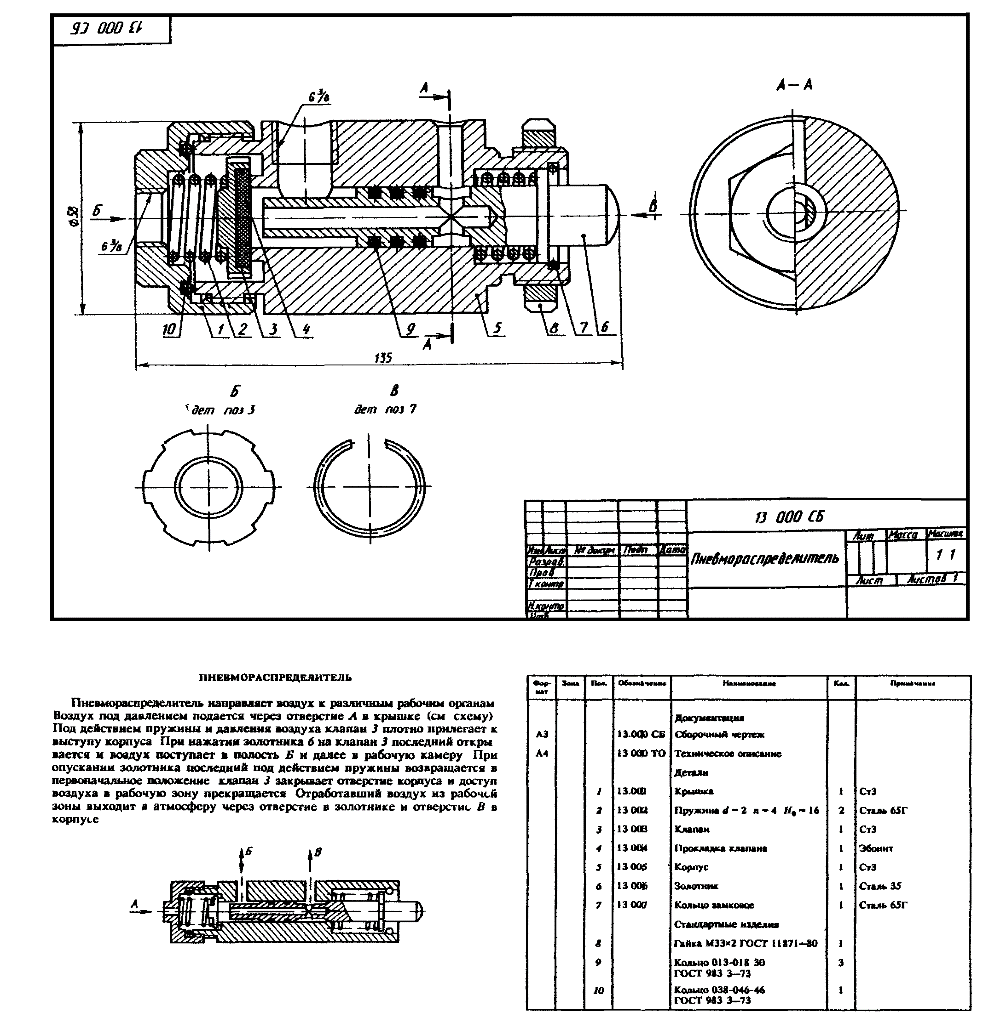 13 000 СБ
А
А — А
G 3/8
⌀58
Б
В
G 3/8
10
1
2
3
4
9
5
8
7
6
А
135
Б
дет поз 3
В
дет поз 7
13 000 СБ
Лит Масса Масштаб
Изм Лист № докум Подп Дата
Разраб.
Пров
Т контр
Н.контр
Утв
Пневмораспределитель
1 1
Лист Листов 1
ПНЕВМОРАСПРЕДЕЛИТЕЛЬ
Пневмораспределитель направляет воздух к различным рабочим органам
Воздух под давлением подается через отверстие А в крышке (см схему)
Под действием пружины и давления воздуха клапан 3 плотно прилегает к
выступу корпуса При нажатии золотника 6 на клапан 3 последний откры
вается и воздух поступает в полость Б и далее в рабочую камеру При
опускании золотника последний под действием пружины возвращается в
первоначальное положение клапан 3 закрывает отверстие корпуса и доступ
воздуха в рабочую зону прекращается Отработавший воздух из рабочей
зоны выходит в атмосферу через отверстие в золотнике и отверстие В в
корпусе
Б
В
А
Фор-
мат Зона Поз. Обозначение Наименование Кол. Примечание
Документация
А3 13.000 СБ Сборочный чертеж
А4 13 000 ТО Техническое описание
Детали
1 13.001 Крышка 1 Ст3
2 13 002 Пружина d – 2 n – 4 H₀ – 16 2 Сталь 65Г
3 13 003 Клапан 1 Ст3
4 13 004 Прокладка клапана 1 Эбонит
5 13 005 Корпус 1 Ст3
6 13 006 Золотник 1 Сталь 35
7 13 007 Кольцо замковое 1 Сталь 65Г
Стандартные изделия
8 Гайка М33×2 ГОСТ 11871–80 1
9 Кольцо 013-018 30 3
ГОСТ 983 3–73
10 Кольцо 038-046-46 1
ГОСТ 983 3–73